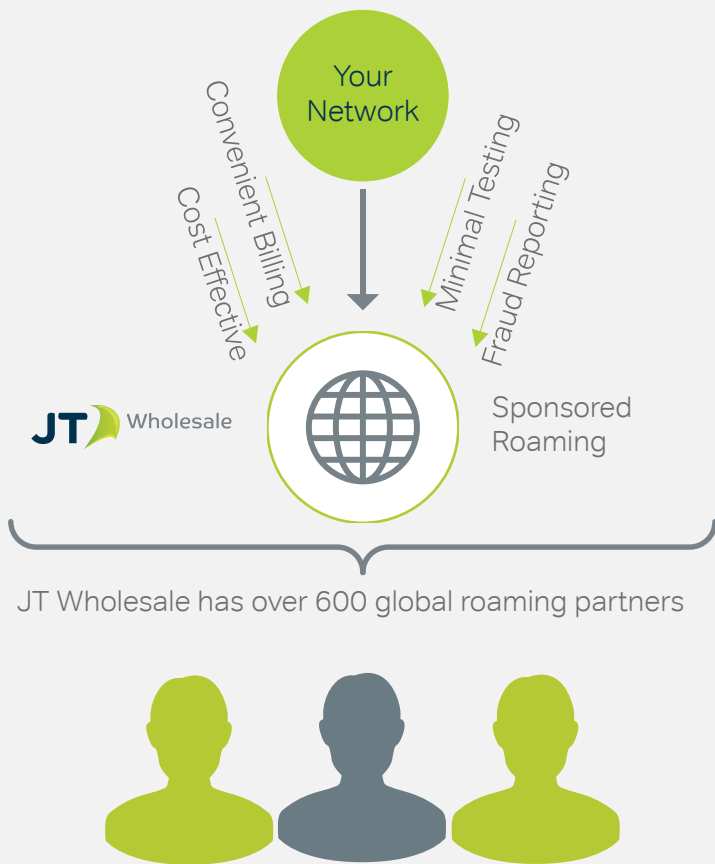 Your
Network
Convenient Billing
Cost Effective
Minimal Testing
Fraud Reporting
JT Wholesale
Sponsored
Roaming
JT Wholesale has over 600 global roaming partners